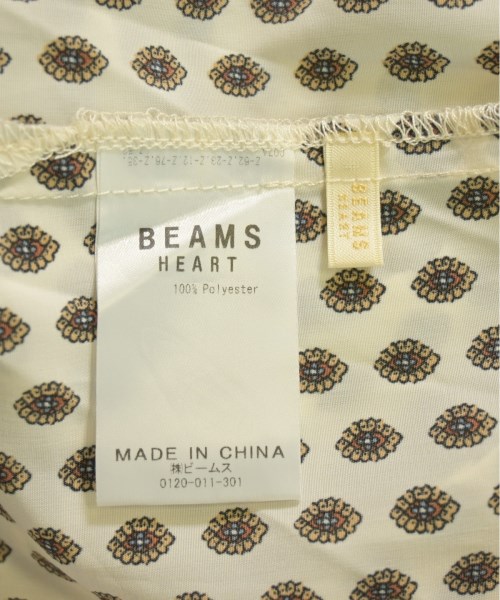 BEAMS
HEART
100% Polyester
MADE IN CHINA
㈱ビームス
0120-011-301
BEAMS
HEART